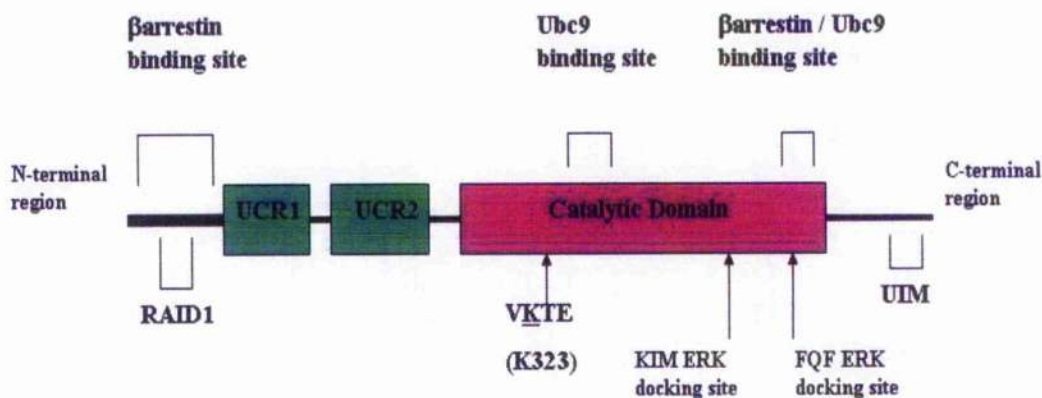 βarrestin
binding site
Ubc9
binding site
βarrestin / Ubc9
binding site
N-terminal
region
C-terminal
region
UCR1
UCR2
Catalytic Domain
RAID1
VKTE
(K323)
KIM ERK
docking site
FQF ERK
docking site
UIM